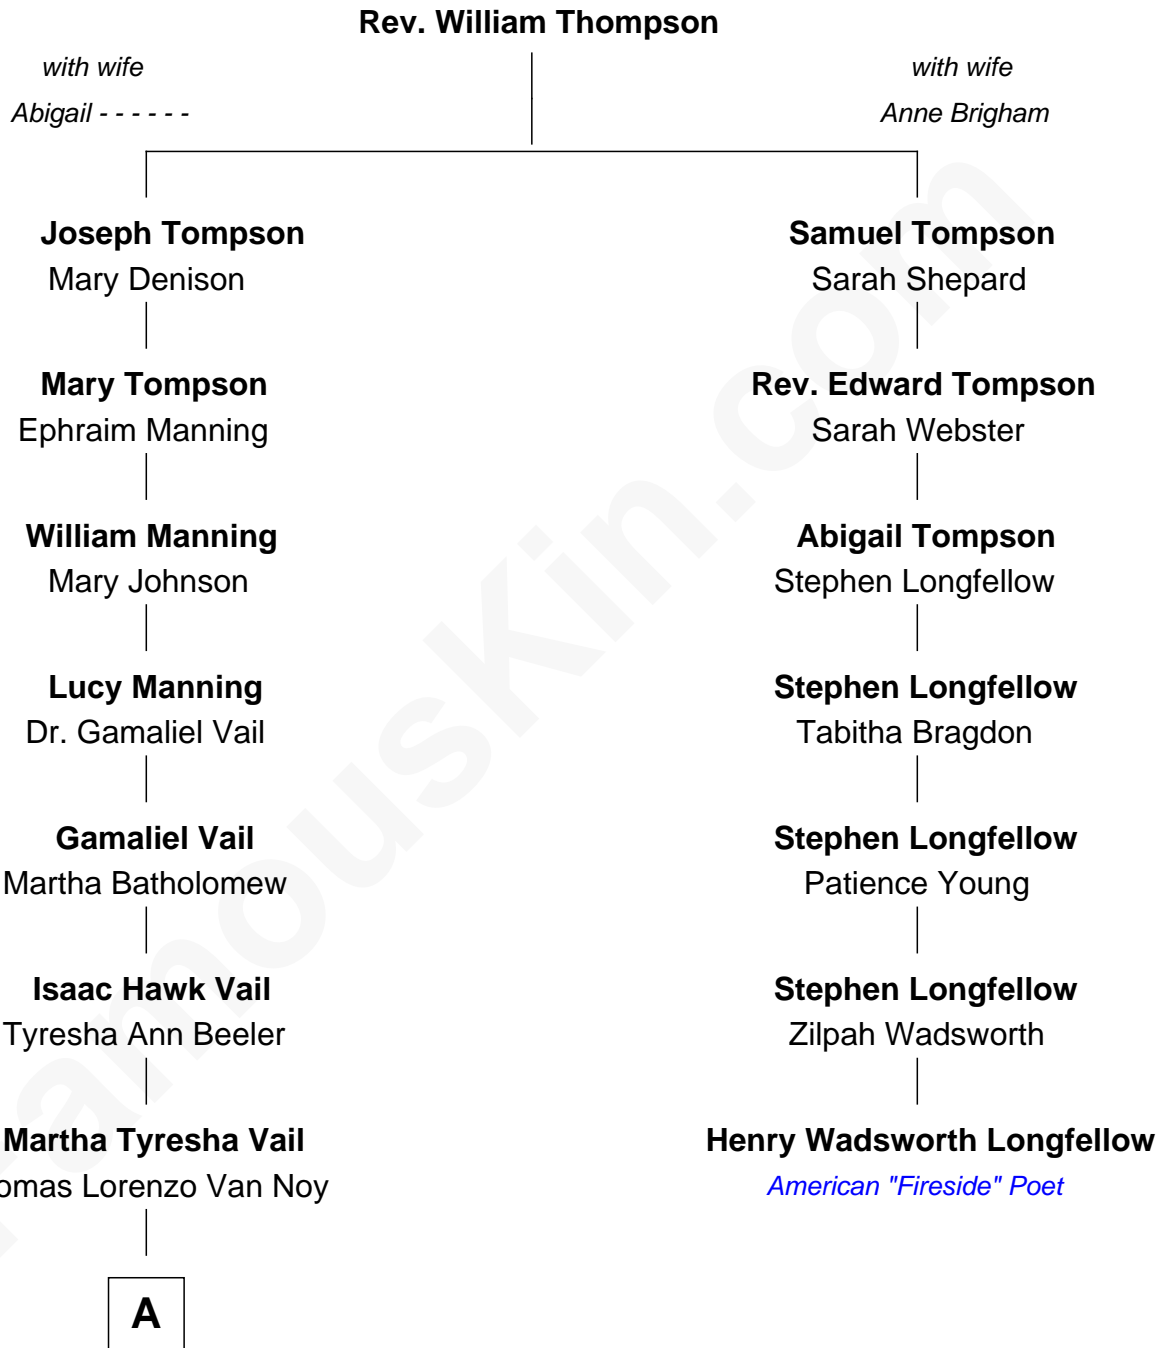 Rev. William Thompson
with wife
Abigail - - - - - -
with wife
Anne Brigham
Joseph Tompson
Mary Denison
Samuel Tompson
Sarah Shepard
Mary Tompson
Ephraim Manning
Rev. Edward Tompson
Sarah Webster
William Manning
Mary Johnson
Abigail Tompson
Stephen Longfellow
Lucy Manning
Dr. Gamaliel Vail
Stephen Longfellow
Tabitha Bragdon
Gamaliel Vail
Martha Batholomew
Stephen Longfellow
Patience Young
Isaac Hawk Vail
Tyresha Ann Beeler
Stephen Longfellow
Zilpah Wadsworth
Martha Tyresha Vail
omas Lorenzo Van Noy
Henry Wadsworth Longfellow
American "Fireside" Poet
A
FamousKin.com